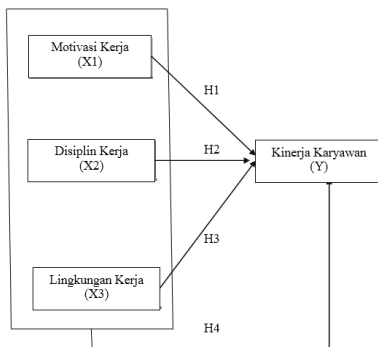 Motivasi Kerja
(X1)
H1
Disiplin Kerja
(X2)
H2
Kinerja Karyawan
(Y)
H3
Lingkungan Kerja
(X3)
H4